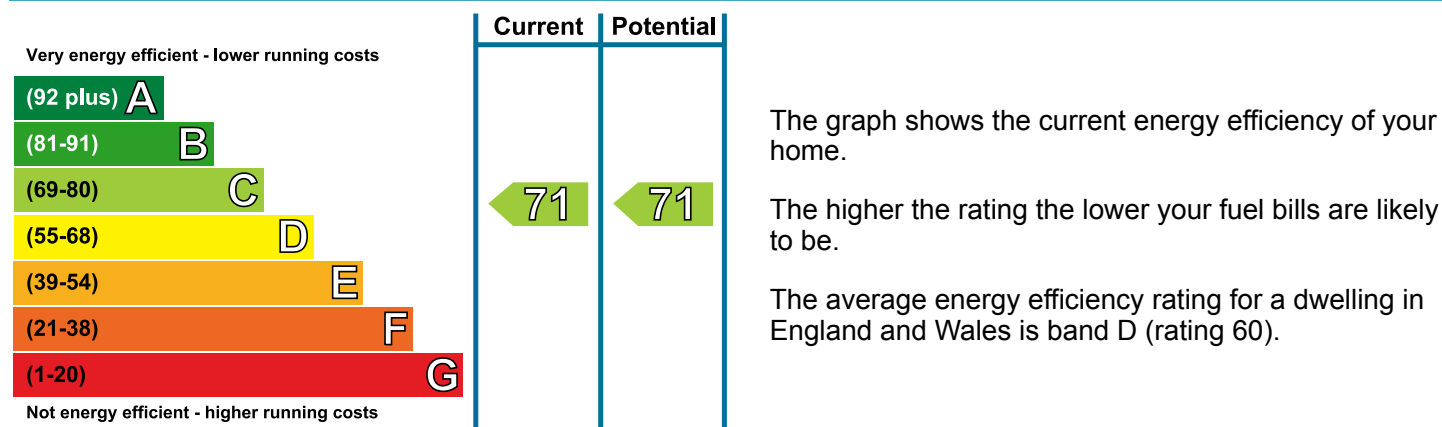 Current Potential
Very energy efficient - lower running costs
(92 plus) A
(81-91) B
(69-80) C
71 71
(55-68) D
(39-54) E
(21-38) F
(1-20) G
Not energy efficient - higher running costs
The graph shows the current energy efficiency of your
home.
The higher the rating the lower your fuel bills are likely
to be.
The average energy efficiency rating for a dwelling in
England and Wales is band D (rating 60).